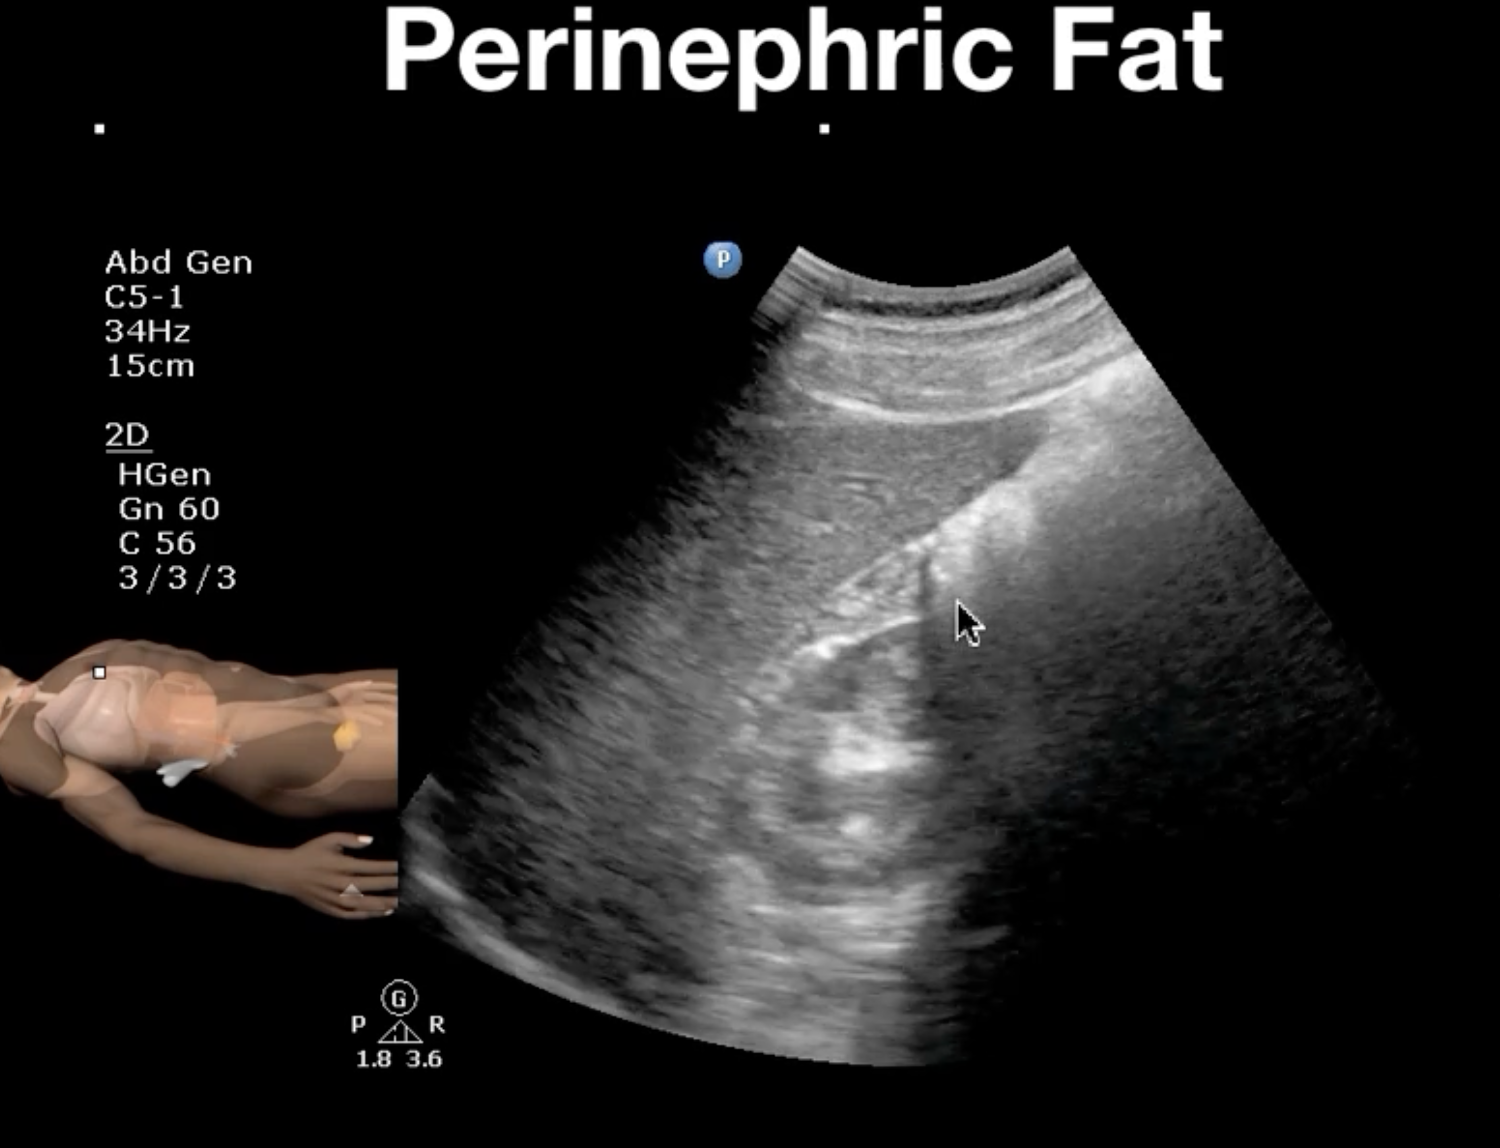 Perinephric Fat
P
Abd Gen
C5-1
34Hz
15cm
2D
HGen
Gn 60
C 56
3/3/3
G
P R
1.8 3.6